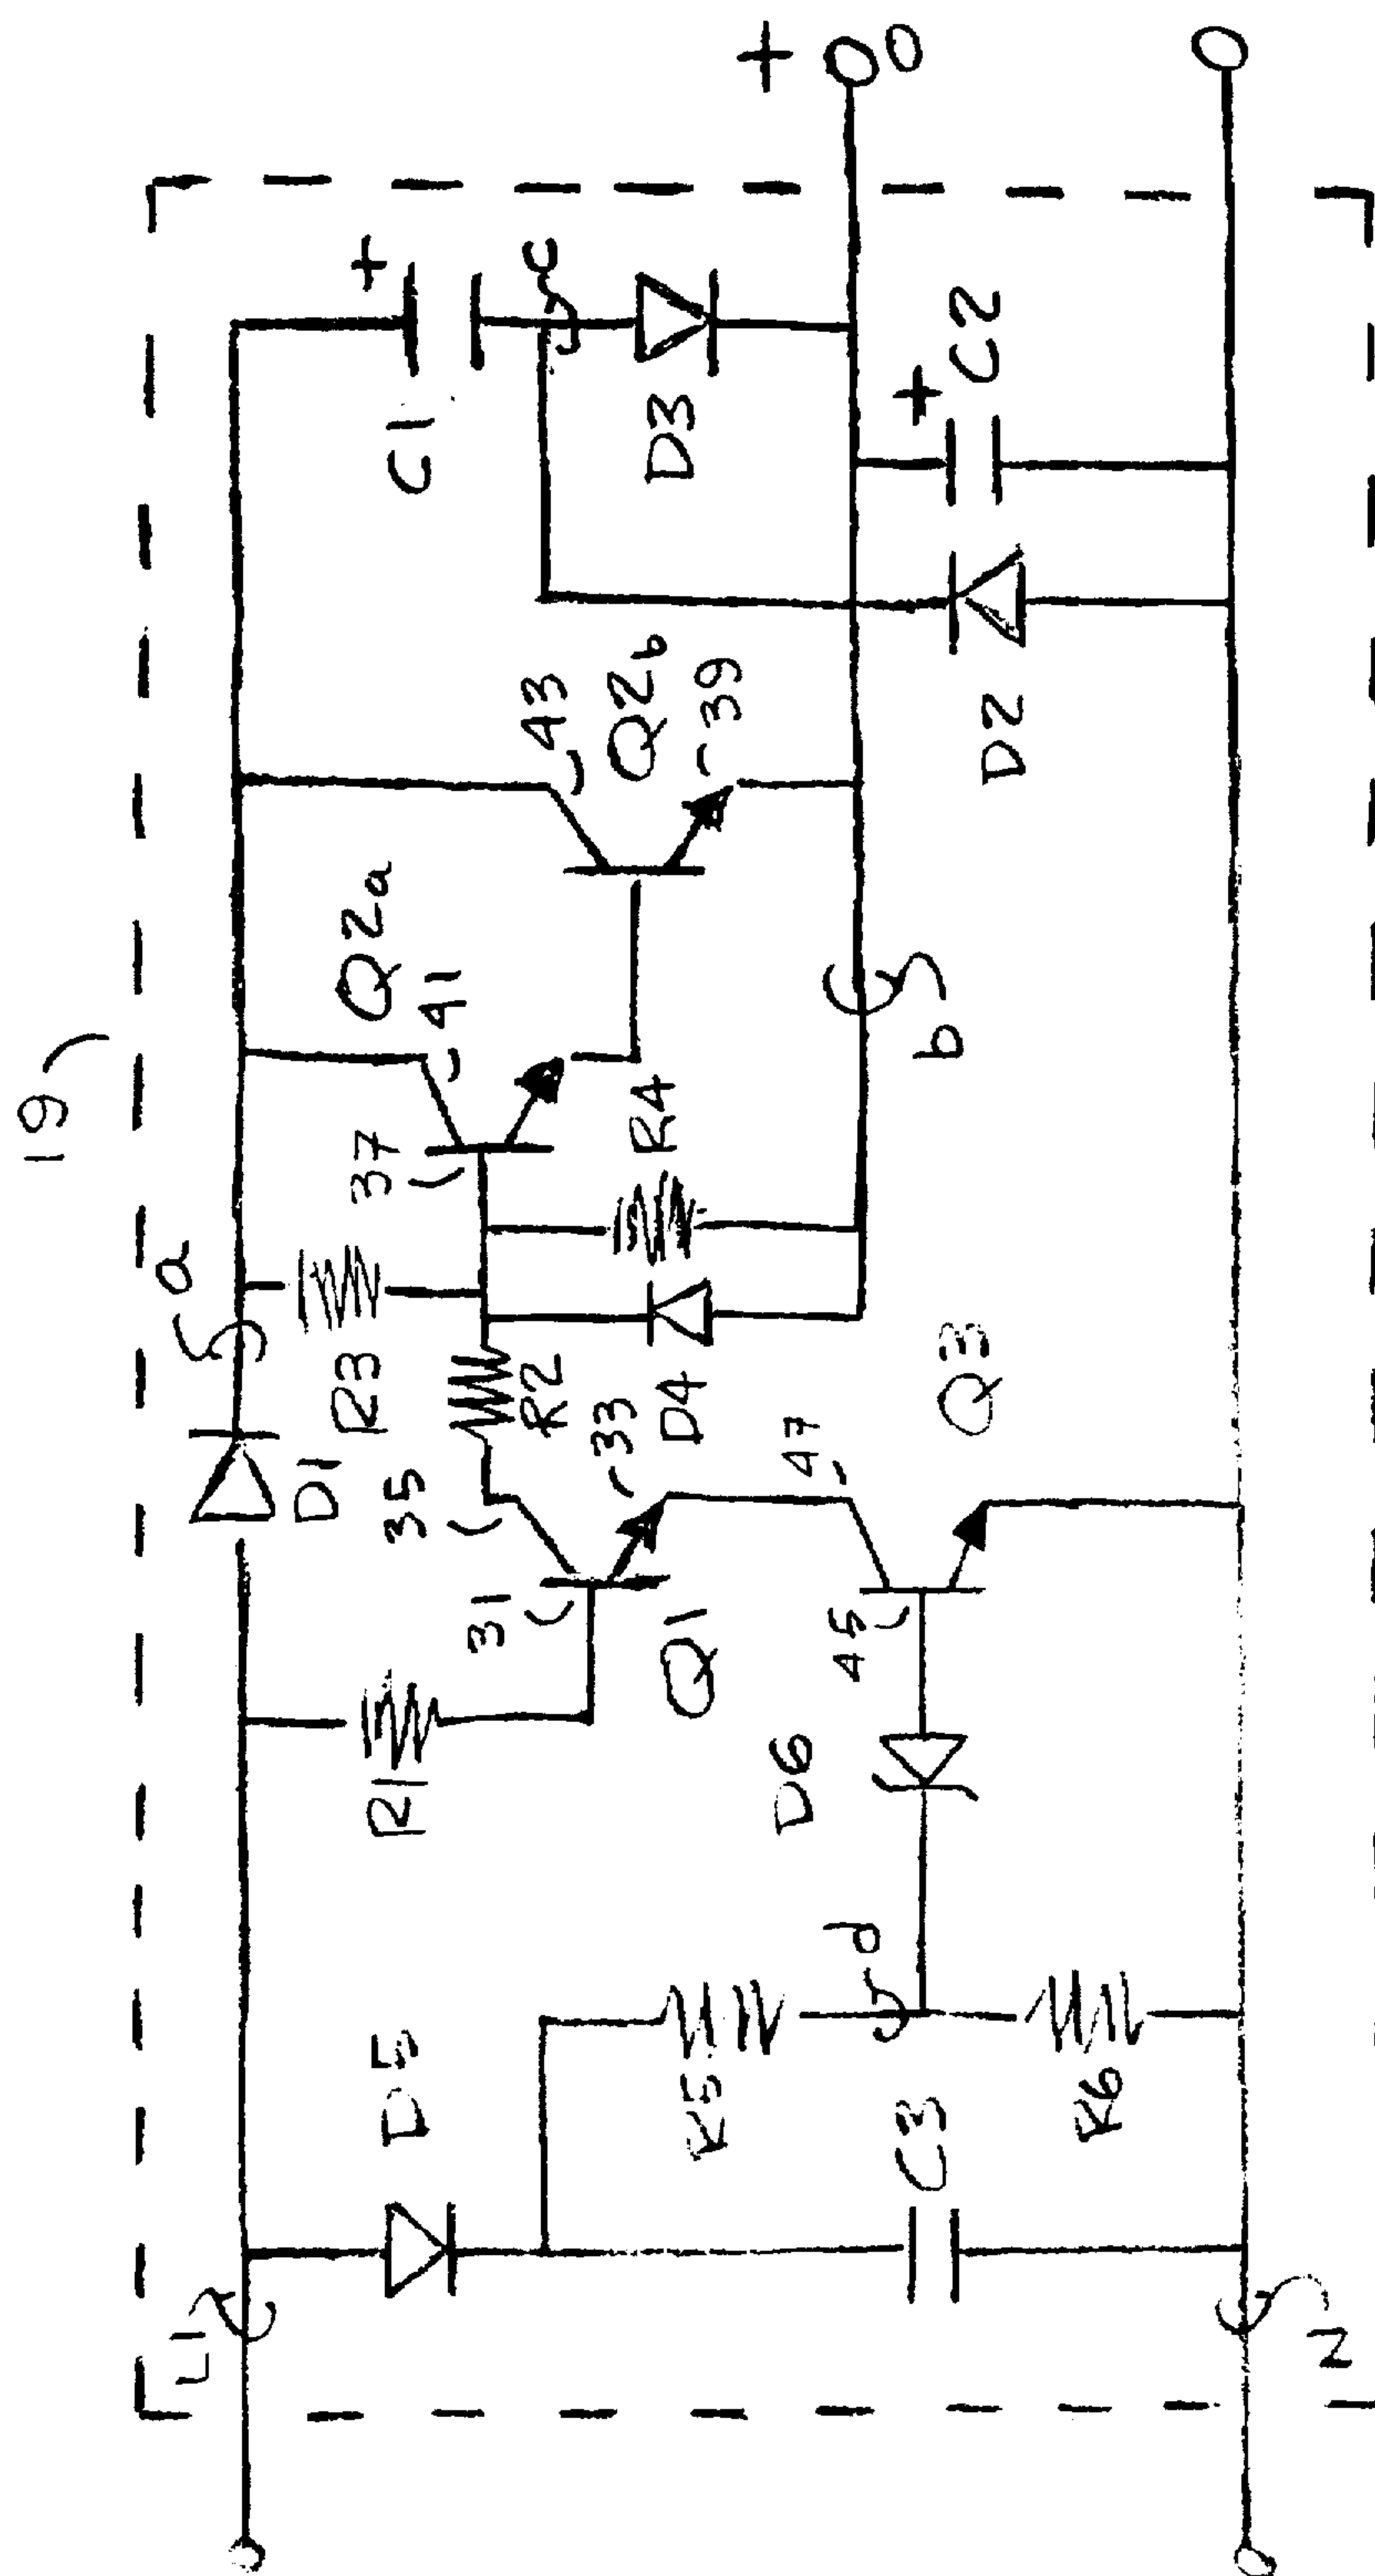 19
L1
D5
C3
R5
R6
d
N
R1
D6
31
Q1
35
33
45
47
Q3
D1
R3
a
R2
D4
37
R4
Q2a
41
b
43
Q2b
39
D2
C1
+
c
D3
+
C2
+